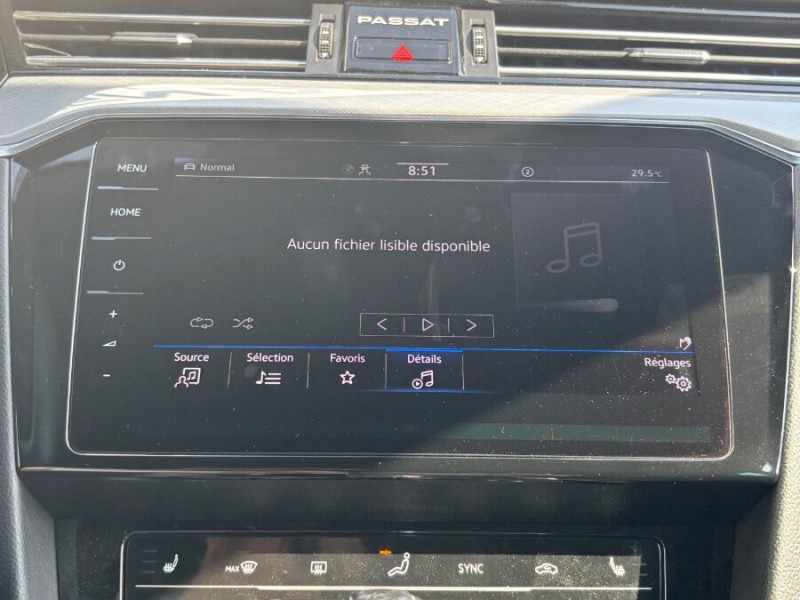 PASSAT
MENU
Normal
8:51
2
29.5°C
HOME
Aucun fichier lisible disponible
+
-
Source
Sélection
Favoris
Détails
Réglages
MAX
SYNC